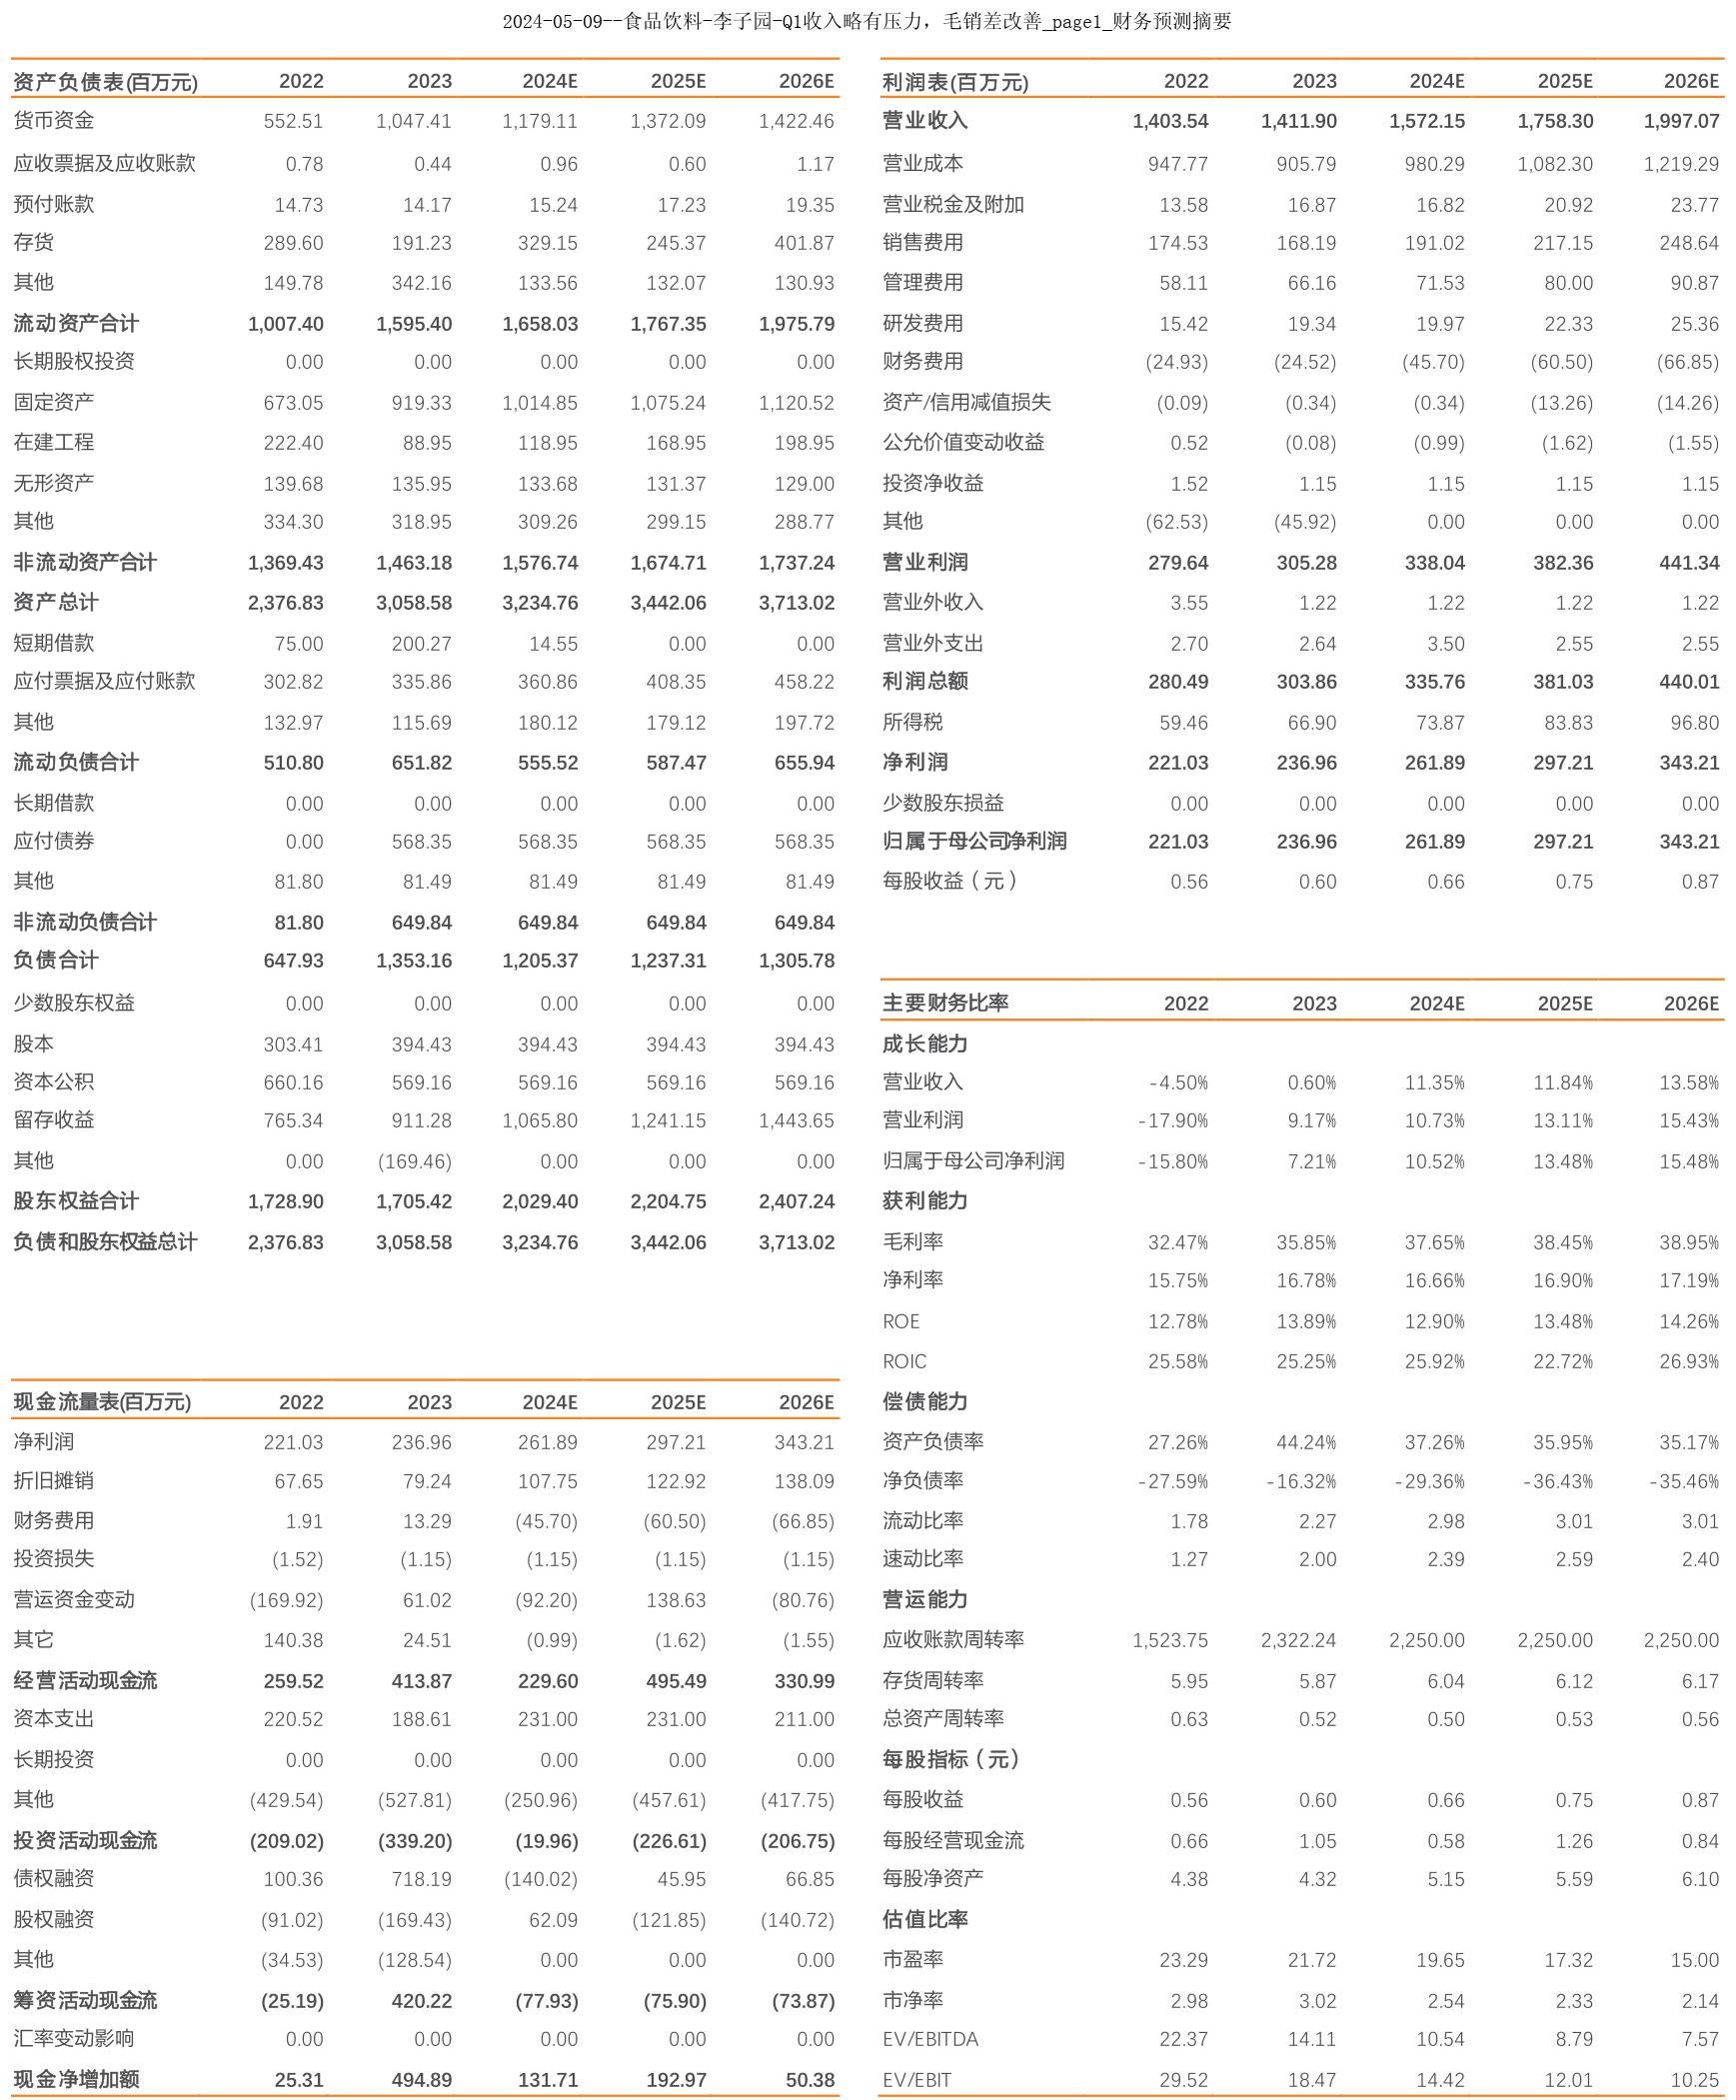 2024-05-09--食品饮料-李子园-Q1收入略有压力，毛销差改善_page1_财务预测摘要
资产负债表(百万元) 2022 2023 2024E 2025E 2026E
货币资金 552.51 1,047.41 1,179.11 1,372.09 1,422.46
应收票据及应收账款 0.78 0.44 0.96 0.60 1.17
预付账款 14.73 14.17 15.24 17.23 19.35
存货 289.60 191.23 329.15 245.37 401.87
其他 149.78 342.16 133.56 132.07 130.93
流动资产合计 1,007.40 1,595.40 1,658.03 1,767.35 1,975.79
长期股权投资 0.00 0.00 0.00 0.00 0.00
固定资产 673.05 919.33 1,014.85 1,075.24 1,120.52
在建工程 222.40 88.95 118.95 168.95 198.95
无形资产 139.68 135.95 133.68 131.37 129.00
其他 334.30 318.95 309.26 299.15 288.77
非流动资产合计 1,369.43 1,463.18 1,576.74 1,674.71 1,737.24
资产总计 2,376.83 3,058.58 3,234.76 3,442.06 3,713.02
短期借款 75.00 200.27 14.55 0.00 0.00
应付票据及应付账款 302.82 335.86 360.86 408.35 458.22
其他 132.97 115.69 180.12 179.12 197.72
流动负债合计 510.80 651.82 555.52 587.47 655.94
长期借款 0.00 0.00 0.00 0.00 0.00
应付债券 0.00 568.35 568.35 568.35 568.35
其他 81.80 81.49 81.49 81.49 81.49
非流动负债合计 81.80 649.84 649.84 649.84 649.84
负债合计 647.93 1,353.16 1,205.37 1,237.31 1,305.78
少数股东权益 0.00 0.00 0.00 0.00 0.00
股本 303.41 394.43 394.43 394.43 394.43
资本公积 660.16 569.16 569.16 569.16 569.16
留存收益 765.34 911.28 1,065.80 1,241.15 1,443.65
其他 0.00 (169.46) 0.00 0.00 0.00
股东权益合计 1,728.90 1,705.42 2,029.40 2,204.75 2,407.24
负债和股东权益总计 2,376.83 3,058.58 3,234.76 3,442.06 3,713.02
现金流量表(百万元) 2022 2023 2024E 2025E 2026E
净利润 221.03 236.96 261.89 297.21 343.21
折旧摊销 67.65 79.24 107.75 122.92 138.09
财务费用 1.91 13.29 (45.70) (60.50) (66.85)
投资损失 (1.52) (1.15) (1.15) (1.15) (1.15)
营运资金变动 (169.92) 61.02 (92.20) 138.63 (80.76)
其它 140.38 24.51 (0.99) (1.62) (1.55)
经营活动现金流 259.52 413.87 229.60 495.49 330.99
资本支出 220.52 188.61 231.00 231.00 211.00
长期投资 0.00 0.00 0.00 0.00 0.00
其他 (429.54) (527.81) (250.96) (457.61) (417.75)
投资活动现金流 (209.02) (339.20) (19.96) (226.61) (206.75)
债权融资 100.36 718.19 (140.02) 45.95 66.85
股权融资 (91.02) (169.43) 62.09 (121.85) (140.72)
其他 (34.53) (128.54) 0.00 0.00 0.00
筹资活动现金流 (25.19) 420.22 (77.93) (75.90) (73.87)
汇率变动影响 0.00 0.00 0.00 0.00 0.00
现金净增加额 25.31 494.89 131.71 192.97 50.38
利润表(百万元) 2022 2023 2024E 2025E 2026E
营业收入 1,403.54 1,411.90 1,572.15 1,758.30 1,997.07
营业成本 947.77 905.79 980.29 1,082.30 1,219.29
营业税金及附加 13.58 16.87 16.82 20.92 23.77
销售费用 174.53 168.19 191.02 217.15 248.64
管理费用 58.11 66.16 71.53 80.00 90.87
研发费用 15.42 19.34 19.97 22.33 25.36
财务费用 (24.93) (24.52) (45.70) (60.50) (66.85)
资产/信用减值损失 (0.09) (0.34) (0.34) (13.26) (14.26)
公允价值变动收益 0.52 (0.08) (0.99) (1.62) (1.55)
投资净收益 1.52 1.15 1.15 1.15 1.15
其他 (62.53) (45.92) 0.00 0.00 0.00
营业利润 279.64 305.28 338.04 382.36 441.34
营业外收入 3.55 1.22 1.22 1.22 1.22
营业外支出 2.70 2.64 3.50 2.55 2.55
利润总额 280.49 303.86 335.76 381.03 440.01
所得税 59.46 66.90 73.87 83.83 96.80
净利润 221.03 236.96 261.89 297.21 343.21
少数股东损益 0.00 0.00 0.00 0.00 0.00
归属于母公司净利润 221.03 236.96 261.89 297.21 343.21
每股收益（元） 0.56 0.60 0.66 0.75 0.87
主要财务比率 2022 2023 2024E 2025E 2026E
成长能力
营业收入 -4.50% 0.60% 11.35% 11.84% 13.58%
营业利润 -17.90% 9.17% 10.73% 13.11% 15.43%
归属于母公司净利润 -15.80% 7.21% 10.52% 13.48% 15.48%
获利能力
毛利率 32.47% 35.85% 37.65% 38.45% 38.95%
净利率 15.75% 16.78% 16.66% 16.90% 17.19%
ROE 12.78% 13.89% 12.90% 13.48% 14.26%
ROIC 25.58% 25.25% 25.92% 22.72% 26.93%
偿债能力
资产负债率 27.26% 44.24% 37.26% 35.95% 35.17%
净负债率 -27.59% -16.32% -29.36% -36.43% -35.46%
流动比率 1.78 2.27 2.98 3.01 3.01
速动比率 1.27 2.00 2.39 2.59 2.40
营运能力
应收账款周转率 1,523.75 2,322.24 2,250.00 2,250.00 2,250.00
存货周转率 5.95 5.87 6.04 6.12 6.17
总资产周转率 0.63 0.52 0.50 0.53 0.56
每股指标（元）
每股收益 0.56 0.60 0.66 0.75 0.87
每股经营现金流 0.66 1.05 0.58 1.26 0.84
每股净资产 4.38 4.32 5.15 5.59 6.10
估值比率
市盈率 23.29 21.72 19.65 17.32 15.00
市净率 2.98 3.02 2.54 2.33 2.14
EV/EBITDA 22.37 14.11 10.54 8.79 7.57
EV/EBIT 29.52 18.47 14.42 12.01 10.25